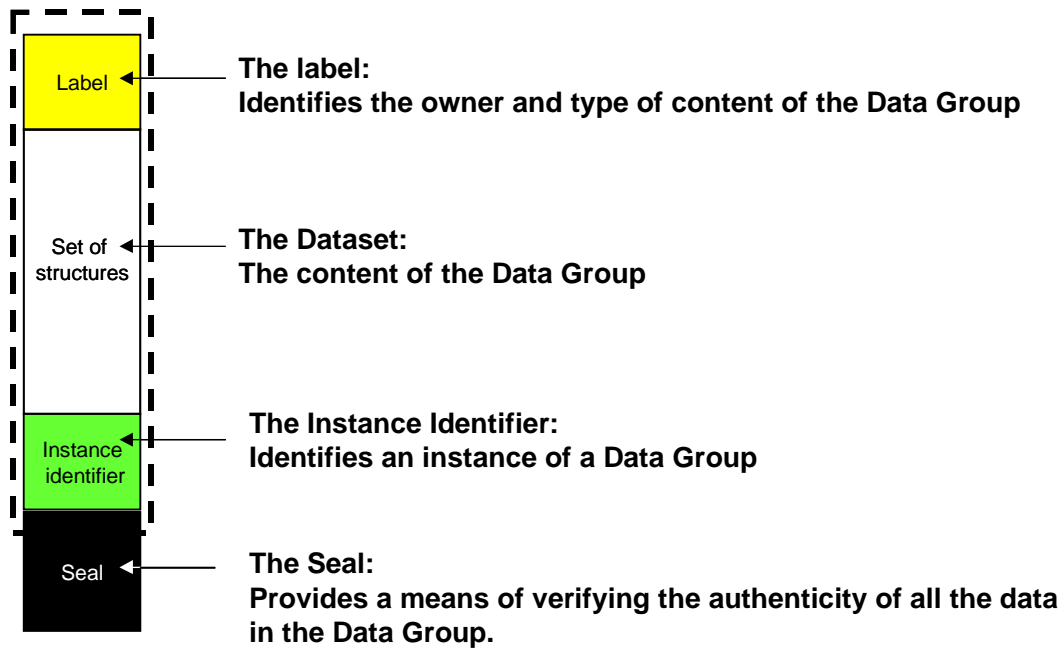 Label
The label:
Identifies the owner and type of content of the Data Group
Set of
structures
The Dataset:
The content of the Data Group
Instance
identifier
The Instance Identifier:
Identifies an instance of a Data Group
Seal
The Seal:
Provides a means of verifying the authenticity of all the data
in the Data Group.